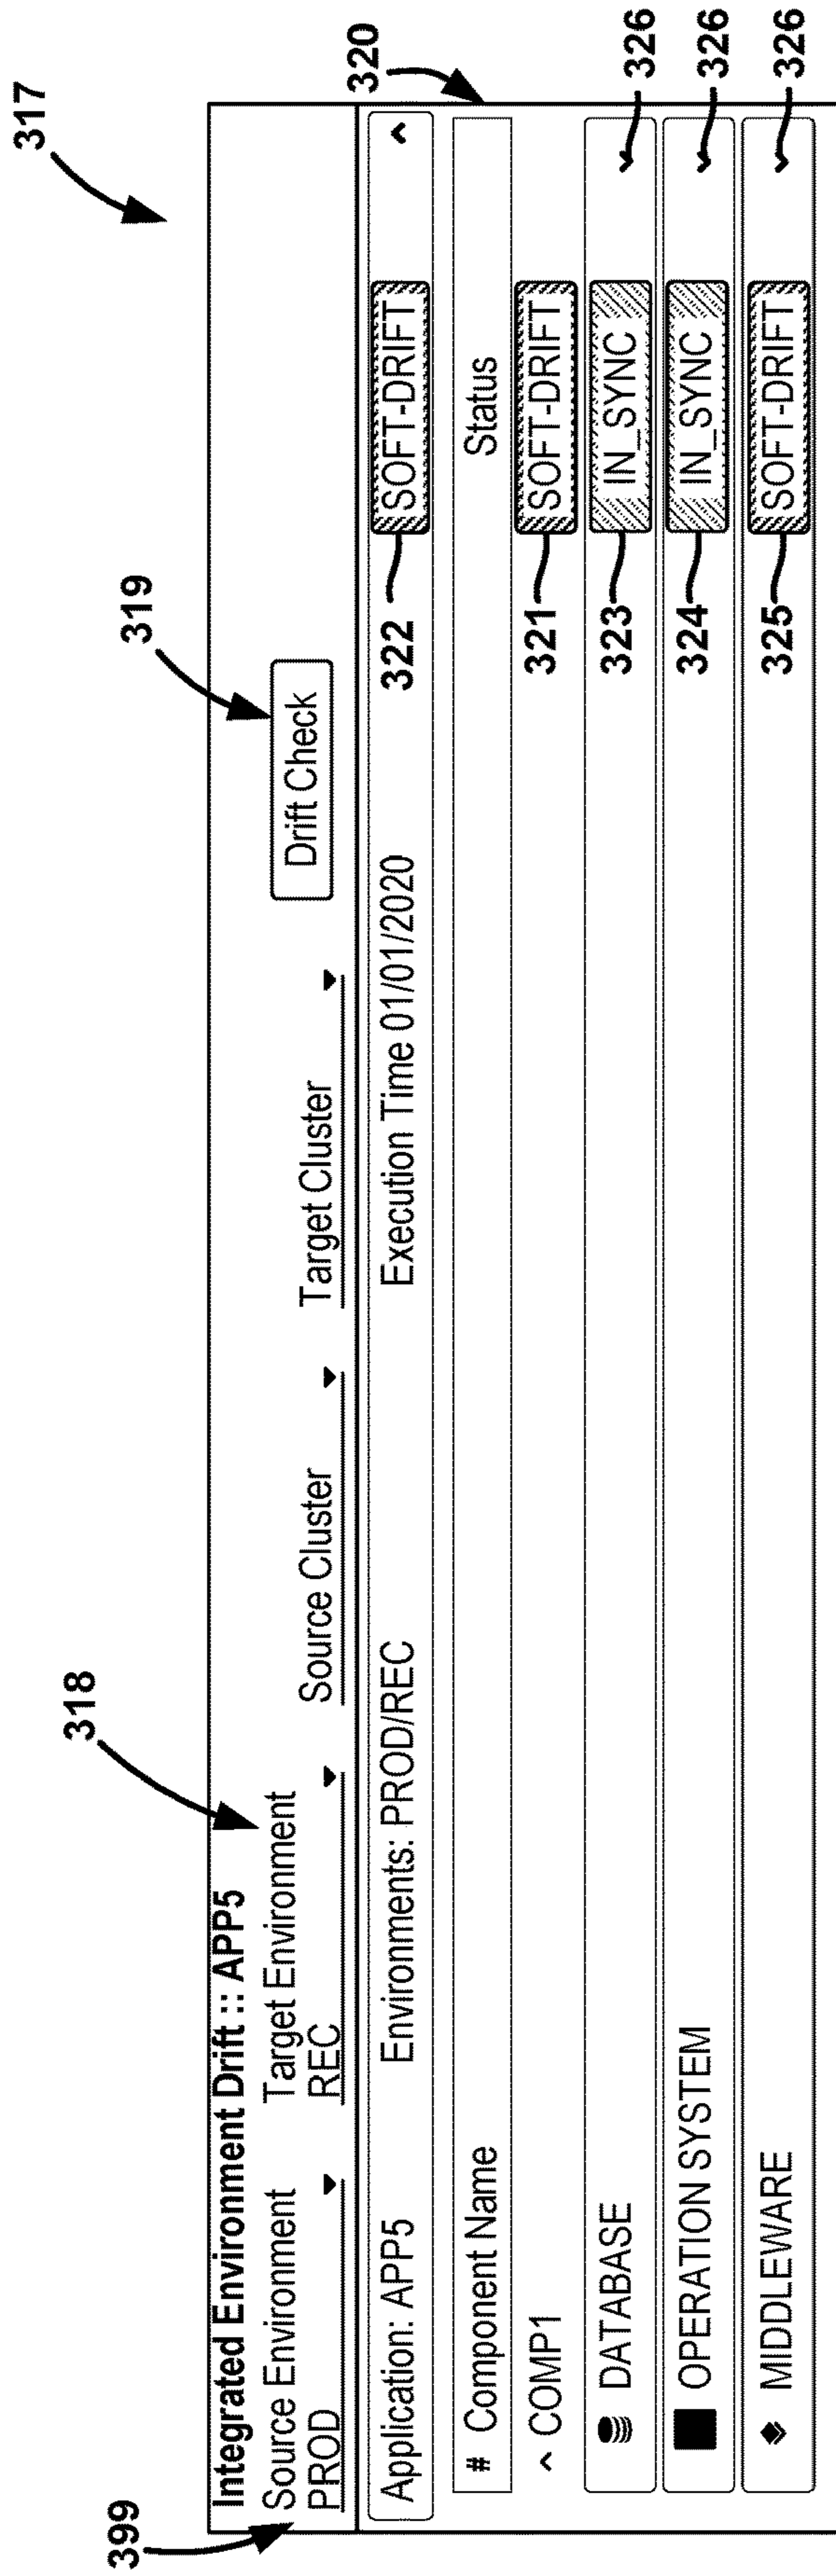 317
318
319
399
Integrated Environment Drift :: APP5
Source Environment Target Environment
PROD REC Source Cluster Target Cluster Drift Check
320
Application: APP5 Environments: PROD/REC Execution Time 01/01/2020 322 SOFT-DRIFT
# Component Name Status
COMP1 321 SOFT-DRIFT
DATABASE 323 IN_SYNC 326
OPERATION SYSTEM 324 IN_SYNC 326
MIDDLEWARE 325 SOFT-DRIFT 326